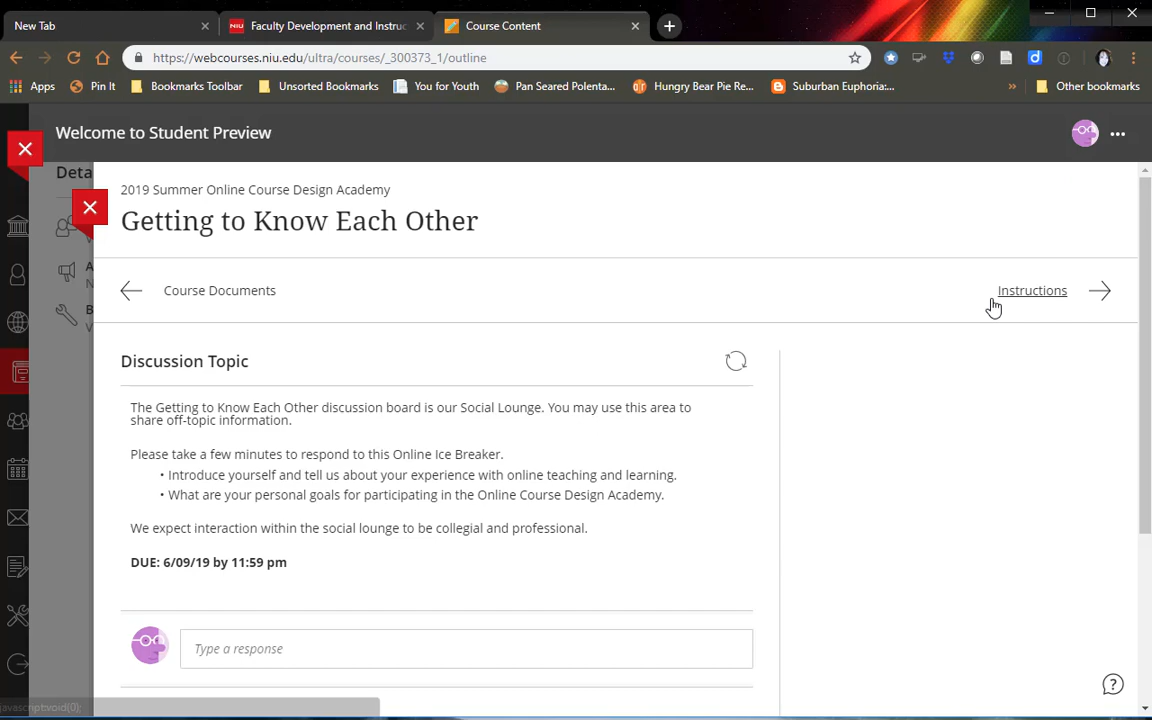 New Tab
NIU
Faculty Development and Instruc
Course Content
https://webcourses.niu.edu/ultra/courses/_300373_1/outline
Apps
Pin It
Bookmarks Toolbar
Unsorted Bookmarks
You for Youth
Pan Seared Polenta...
Hungry Bear Pie Re...
Suburban Euphoria:...
»
Other bookmarks
Welcome to Student Preview
Deta
2019 Summer Online Course Design Academy
Getting to Know Each Other
Course Documents
Instructions
Discussion Topic
The Getting to Know Each Other discussion board is our Social Lounge. You may use this area to
share off-topic information.
Please take a few minutes to respond to this Online Ice Breaker.
• Introduce yourself and tell us about your experience with online teaching and learning.
• What are your personal goals for participating in the Online Course Design Academy.
We expect interaction within the social lounge to be collegial and professional.
DUE: 6/09/19 by 11:59 pm
Type a response
javascript:void(0);